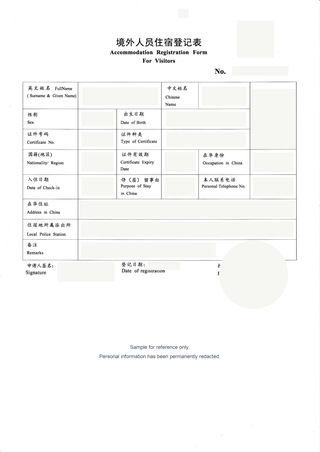 境外人员住宿登记表
Accommodation Registration Form
For Visitors
No.
英文姓名 FullName
( Surname & Given Name)
中文姓名
Chinese
Name
性别
Sex
出生日期
Date of Birth
证件号码
Certificate No.
证件种类
Type of Certificate
国籍(地区)
Nationality/ Region
证件有效期
Certificate Expiry
Date
在华事由
Occupation in China
入住日期
Date of Check-in
停(居)留事由
Purpose of Stay
in China
本人联系电话
Personal Telephone No.
在华住址
Address in China
住宿地所属派出所
Local Police Station
备注
Remarks
申请人签名:
Signature
登记日期:
Date of registration
Sample for reference only.
Personal information has been permanently redacted.